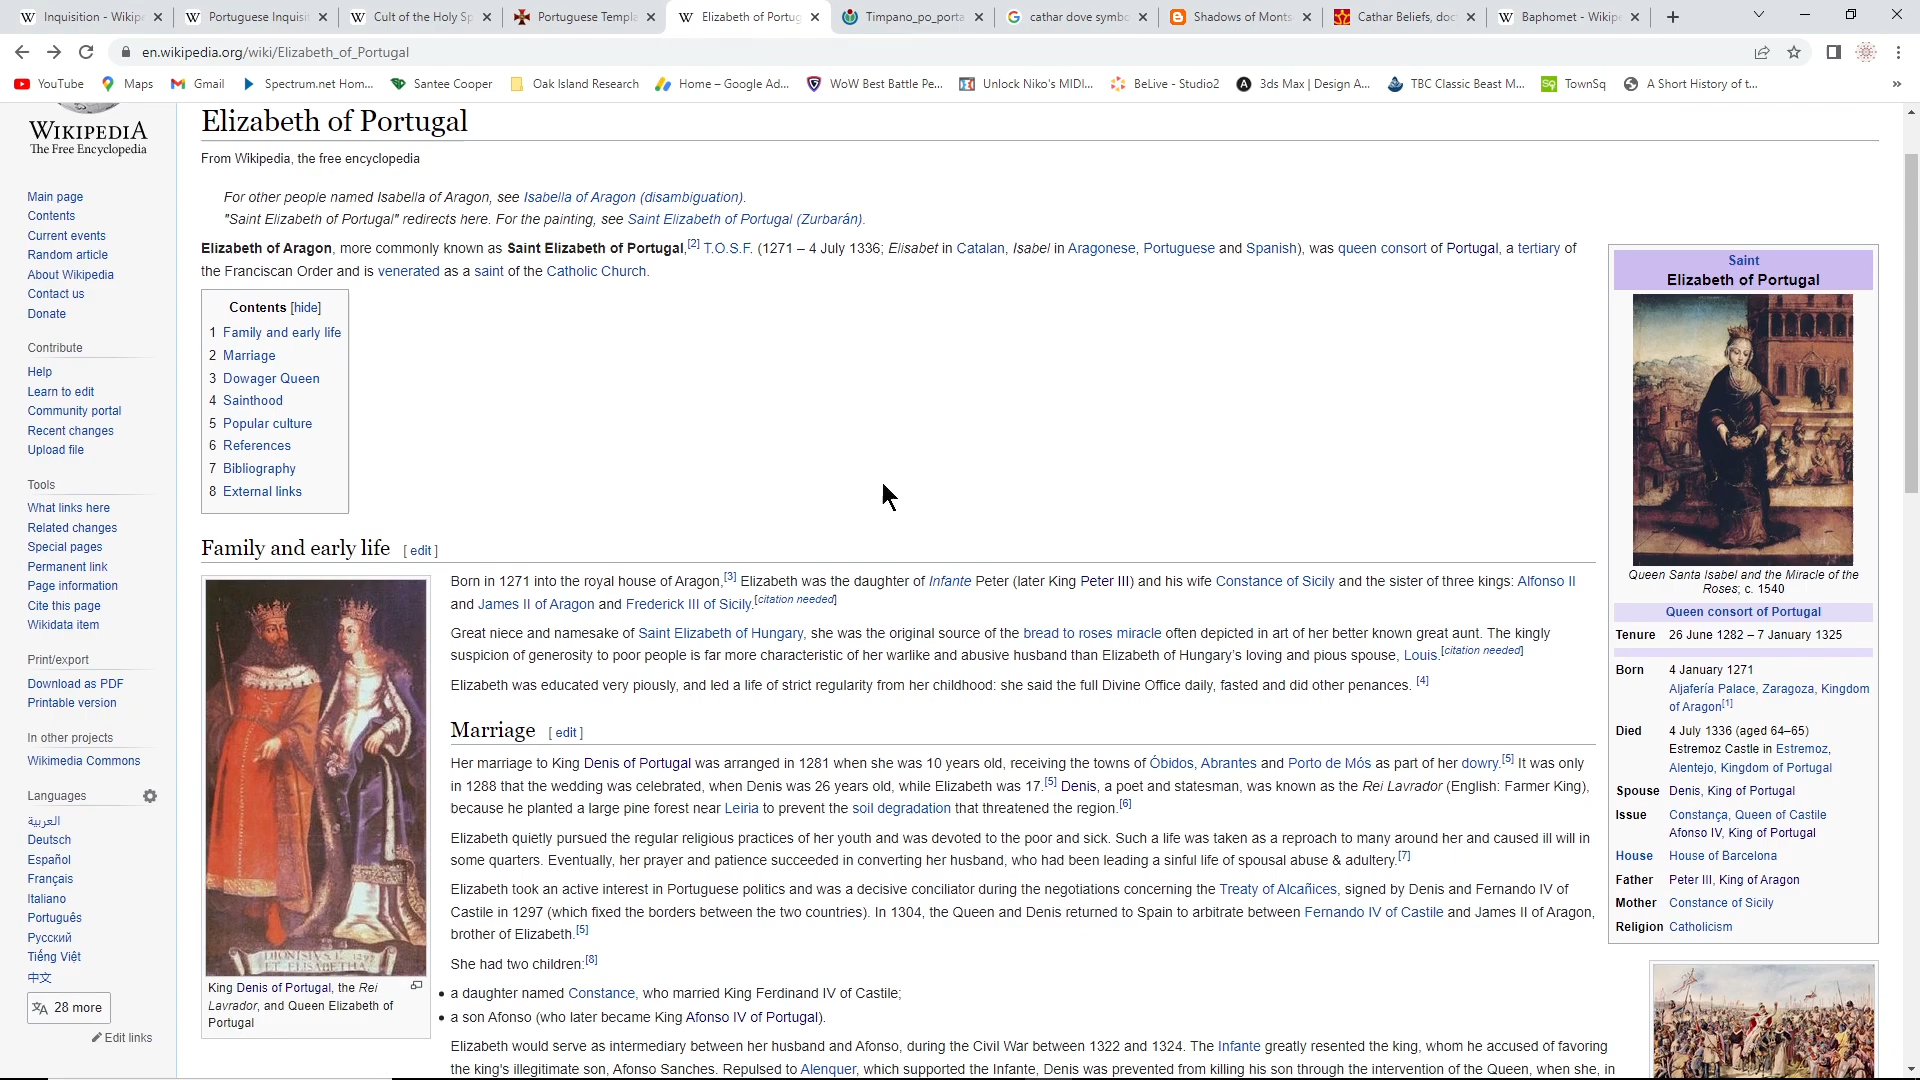 Inquisition - Wikip
Portuguese Inquisi
Cult of the Holy Sp
Portuguese Templa
Elizabeth of Portug
Timpano_po_porta
cathar dove symbo
Shadows of Monts
Cathar Beliefs, doc
Baphomet - Wikipe
en.wikipedia.org/wiki/Elizabeth_of_Portugal
YouTube
Maps
Gmail
Spectrum.net Hom...
Santee Cooper
Oak Island Research
Home – Google Ad...
WoW Best Battle Pe...
Unlock Niko's MIDI...
BeLive - Studio2
3ds Max | Design A...
TBC Classic Beast M...
TownSq
A Short History of t...
WIKIPEDIA
The Free Encyclopedia
Main page
Contents
Current events
Random article
About Wikipedia
Contact us
Donate
Contribute
Help
Learn to edit
Community portal
Recent changes
Upload file
Tools
What links here
Related changes
Special pages
Permanent link
Page information
Cite this page
Wikidata item
Print/export
Download as PDF
Printable version
In other projects
Wikimedia Commons
Languages
العربية
Deutsch
Español
Français
Italiano
Português
Русский
Tiếng Việt
中文
28 more
Edit links
Elizabeth of Portugal
From Wikipedia, the free encyclopedia
For other people named Isabella of Aragon, see Isabella of Aragon (disambiguation).
"Saint Elizabeth of Portugal" redirects here. For the painting, see Saint Elizabeth of Portugal (Zurbarán).
Elizabeth of Aragon, more commonly known as Saint Elizabeth of Portugal,[2] T.O.S.F. (1271 – 4 July 1336; Elisabet in Catalan, Isabel in Aragonese, Portuguese and Spanish), was queen consort of Portugal, a tertiary of
the Franciscan Order and is venerated as a saint of the Catholic Church.
Contents [hide]
1 Family and early life
2 Marriage
3 Dowager Queen
4 Sainthood
5 Popular culture
6 References
7 Bibliography
8 External links
Family and early life [ edit ]
Born in 1271 into the royal house of Aragon,[3] Elizabeth was the daughter of Infante Peter (later King Peter III) and his wife Constance of Sicily and the sister of three kings: Alfonso II
and James II of Aragon and Frederick III of Sicily.[citation needed]
Great niece and namesake of Saint Elizabeth of Hungary, she was the original source of the bread to roses miracle often depicted in art of her better known great aunt. The kingly
suspicion of generosity to poor people is far more characteristic of her warlike and abusive husband than Elizabeth of Hungary's loving and pious spouse, Louis.[citation needed]
Elizabeth was educated very piously, and led a life of strict regularity from her childhood: she said the full Divine Office daily, fasted and did other penances. [4]
Marriage [ edit ]
Her marriage to King Denis of Portugal was arranged in 1281 when she was 10 years old, receiving the towns of Óbidos, Abrantes and Porto de Mós as part of her dowry.[5] It was only
in 1288 that the wedding was celebrated, when Denis was 26 years old, while Elizabeth was 17.[5] Denis, a poet and statesman, was known as the Rei Lavrador (English: Farmer King),
because he planted a large pine forest near Leiria to prevent the soil degradation that threatened the region.[6]
Elizabeth quietly pursued the regular religious practices of her youth and was devoted to the poor and sick. Such a life was taken as a reproach to many around her and caused ill will in
some quarters. Eventually, her prayer and patience succeeded in converting her husband, who had been leading a sinful life of spousal abuse & adultery.[7]
Elizabeth took an active interest in Portuguese politics and was a decisive conciliator during the negotiations concerning the Treaty of Alcañices, signed by Denis and Fernando IV of
Castile in 1297 (which fixed the borders between the two countries). In 1304, the Queen and Denis returned to Spain to arbitrate between Fernando IV of Castile and James II of Aragon,
brother of Elizabeth.[5]
She had two children:[8]
• a daughter named Constance, who married King Ferdinand IV of Castile;
• a son Afonso (who later became King Afonso IV of Portugal).
Elizabeth would serve as intermediary between her husband and Afonso, during the Civil War between 1322 and 1324. The Infante greatly resented the king, whom he accused of favoring
the king's illegitimate son, Afonso Sanches. Repulsed to Alenquer, which supported the Infante, Denis was prevented from killing his son through the intervention of the Queen, when she, in
ET ELISABETHA
King Denis of Portugal, the Rei
Lavrador, and Queen Elizabeth of
Portugal
Saint
Elizabeth of Portugal
Queen Santa Isabel and the Miracle of the
Roses; c. 1540
Queen consort of Portugal
Tenure 26 June 1282 – 7 January 1325
Born 4 January 1271
Aljafería Palace, Zaragoza, Kingdom
of Aragon[1]
Died 4 July 1336 (aged 64–65)
Estremoz Castle in Estremoz,
Alentejo, Kingdom of Portugal
Spouse Denis, King of Portugal
Issue Constança, Queen of Castile
Afonso IV, King of Portugal
House House of Barcelona
Father Peter III, King of Aragon
Mother Constance of Sicily
Religion Catholicism